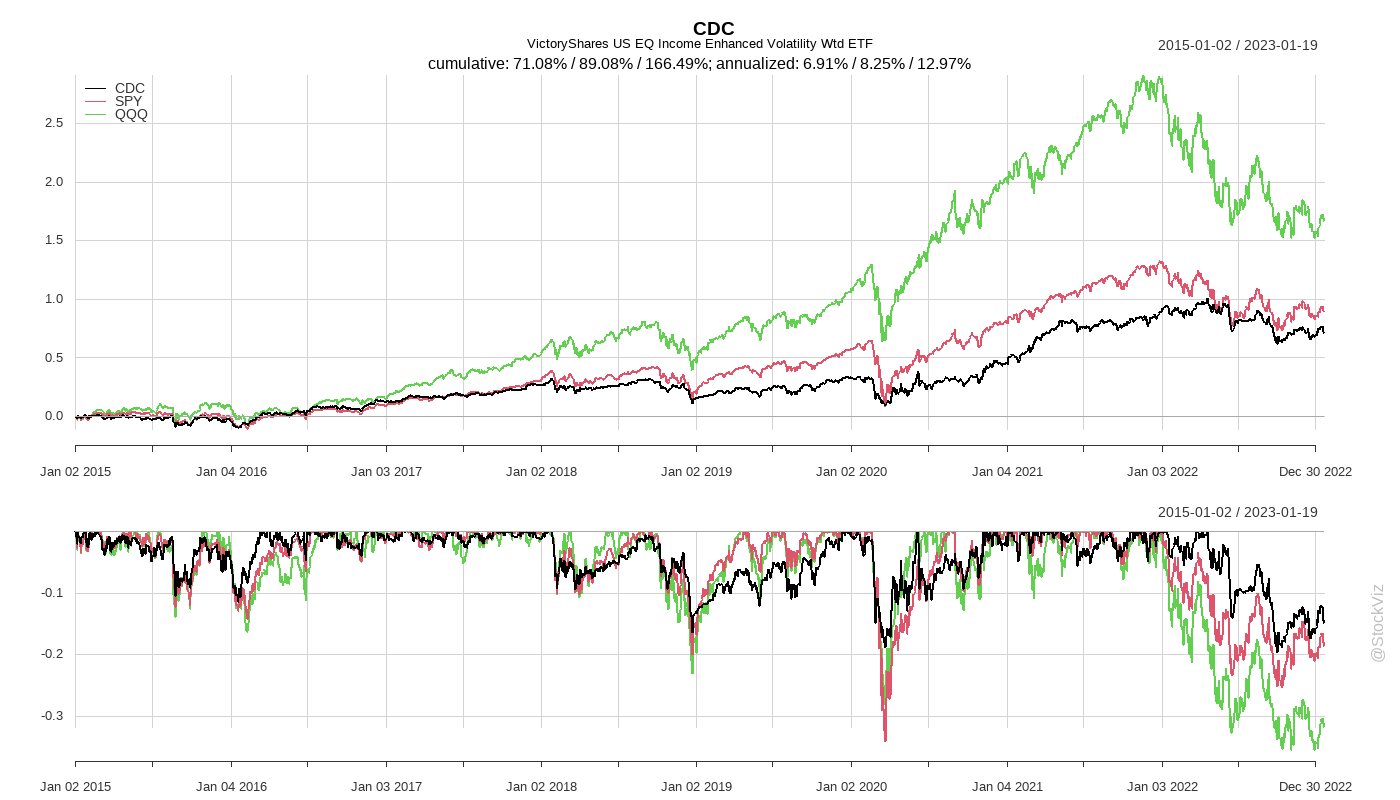 CDC
VictoryShares US EQ Income Enhanced Volatility Wtd ETF
2015-01-02 / 2023-01-19
cumulative: 71.08% / 89.08% / 166.49%; annualized: 6.91% / 8.25% / 12.97%
CDC
SPY
QQQ
2.5
2.0
1.5
1.0
0.5
0.0
Jan 02 2015 Jan 04 2016 Jan 03 2017 Jan 02 2018 Jan 02 2019 Jan 02 2020 Jan 04 2021 Jan 03 2022 Dec 30 2022
2015-01-02 / 2023-01-19
-0.1
-0.2
-0.3
Jan 02 2015 Jan 04 2016 Jan 03 2017 Jan 02 2018 Jan 02 2019 Jan 02 2020 Jan 04 2021 Jan 03 2022 Dec 30 2022
@StockViz